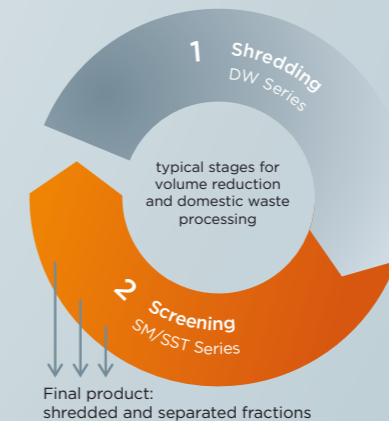 1 Shredding
DW Series
typical stages for
volume reduction
and domestic waste
processing
2 Screening
SM/SST Series
Final product:
shredded and separated fractions